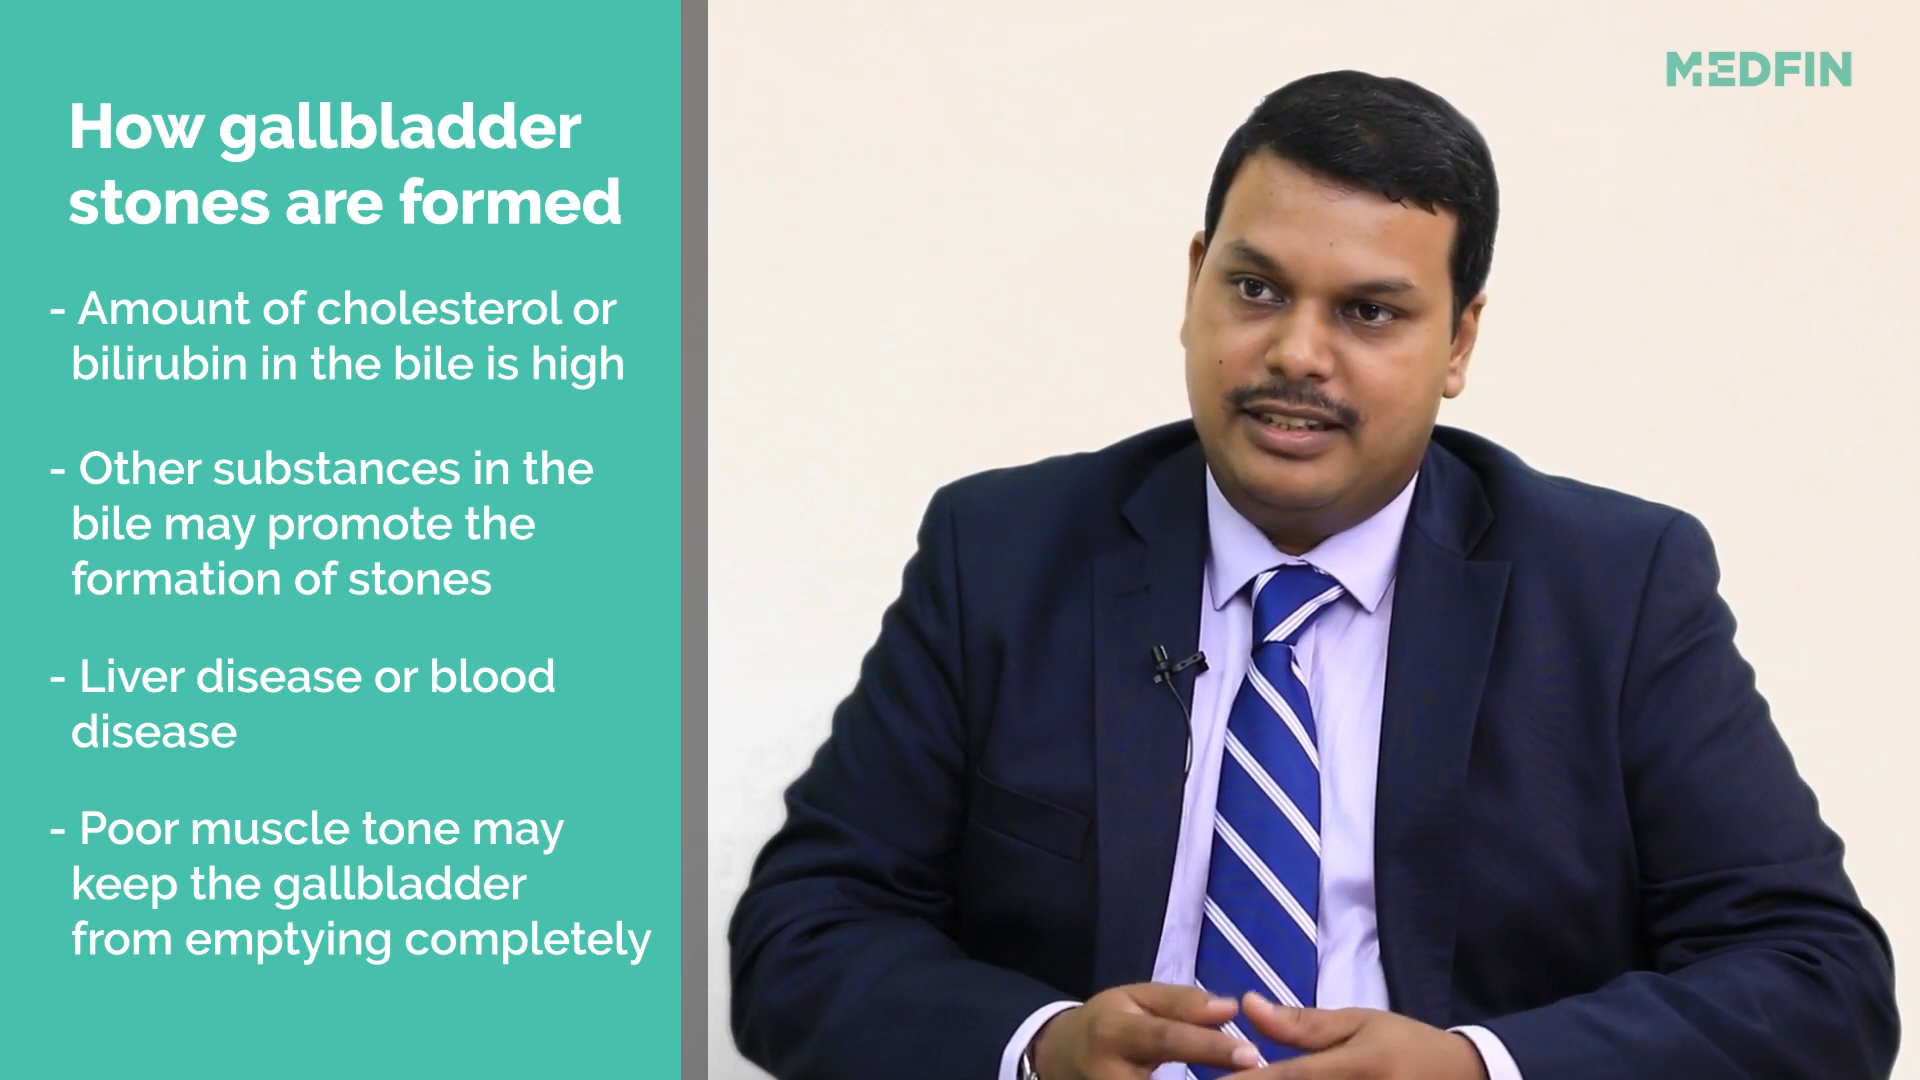 How gallbladder
stones are formed
- Amount of cholesterol or
bilirubin in the bile is high
- Other substances in the
bile may promote the
formation of stones
- Liver disease or blood
disease
- Poor muscle tone may
keep the gallbladder
from emptying completely
MEDFIN